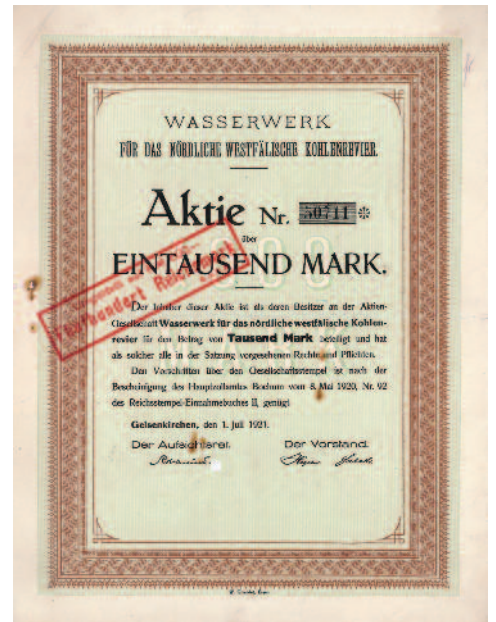 WASSERWERK
FÜR DAS NÖRDLICHE WESTFÄLISCHE KOHLENREVIER.
Aktie Nr. 50711 *
über
EINTAUSEND MARK.
Fünfhundert Reichsmark
Der Inhaber dieser Aktie ist als deren Besitzer an der Aktien-
Gesellschaft Wasserwerk für das nördliche westfälische Kohlen-
revier für den Betrag von Tausend Mark beteiligt und hat
als solcher alle in der Satzung vorgesehenen Rechte und Pflichten.
Den Vorschriften über den Gesellschaftsstempel ist nach der
Bescheinigung des Hauptzollamtes Bochum vom 8. Mai 1920, Nr. 92
des Reichsstempel-Einnahmebuches II, genügt.
Gelsenkirchen, den 1. Juli 1921.
Der Aufsichtsrat. Der Vorstand.